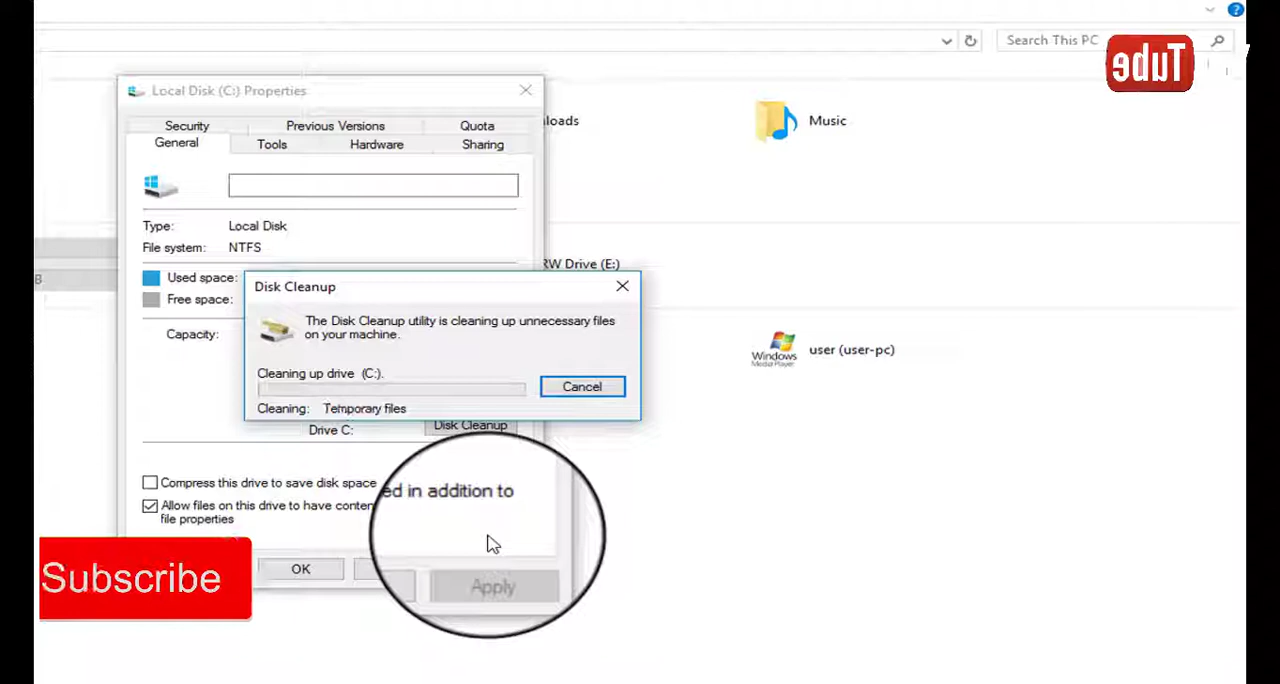 Search This PC
eduTube
Local Disk (C:) Properties
Security
Previous Versions
Quota
General
Tools
Hardware
Sharing
loads
Music
Type:
Local Disk
File system:
NTFS
Used space:
Free space:
RW Drive (E:)
B
Disk Cleanup
The Disk Cleanup utility is cleaning up unnecessary files
on your machine.
Capacity:
Windows
Media Player
user (user-pc)
Cleaning up drive (C:).
Cancel
Cleaning: Temporary files
Drive C:
Disk Cleanup
Compress this drive to save disk space
Allow files on this drive to have conten
file properties
ed in addition to
Subscribe
OK
Apply